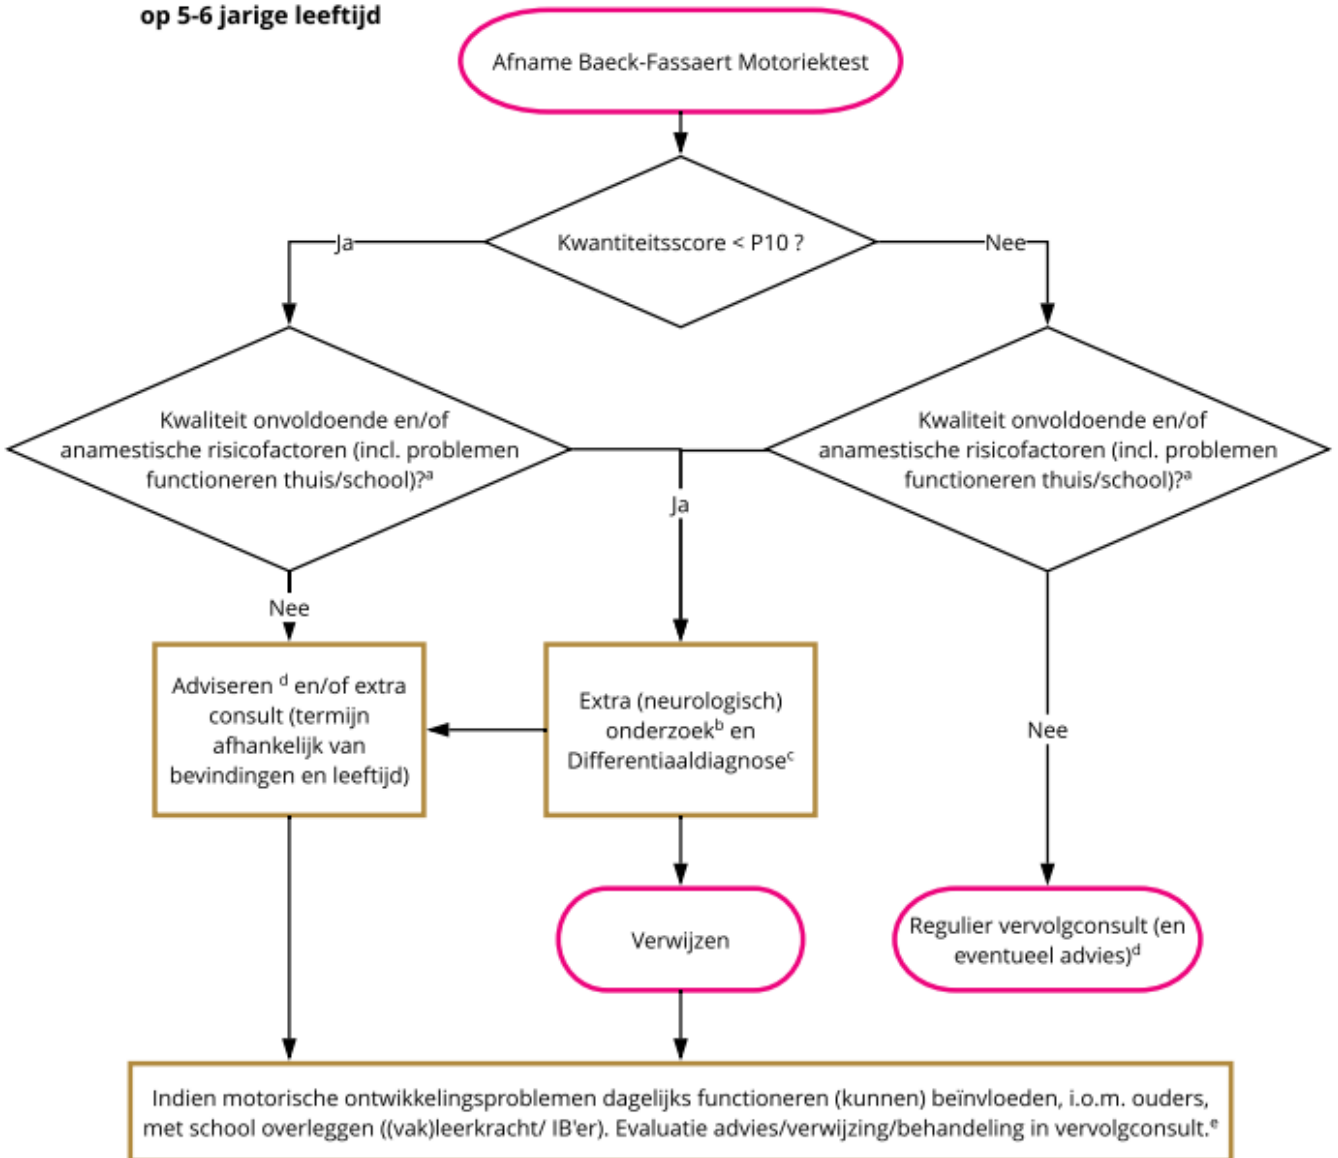 op 5-6 jarige leeftijd
Afname Baeck-Fassaert Motoriektest
Kwantiteitsscore < P10 ?
Ja
Nee
Kwaliteit onvoldoende en/of
anamestische risicofactoren (incl. problemen
functioneren thuis/school)?ᵃ
Kwaliteit onvoldoende en/of
anamestische risicofactoren (incl. problemen
functioneren thuis/school)?ᵃ
Ja
Nee
Adviseren ᵈ en/of extra
consult (termijn
afhankelijk van
bevindingen en leeftijd)
Extra (neurologisch)
onderzoekᵇ en
Differentiaaldiagnoseᶜ
Nee
Verwijzen
Regulier vervolgconsult (en
eventueel advies)ᵈ
Indien motorische ontwikkelingsproblemen dagelijks functioneren (kunnen) beïnvloeden, i.o.m. ouders,
met school overleggen ((vak)leerkracht/ IB'er). Evaluatie advies/verwijzing/behandeling in vervolgconsult.ᵉ